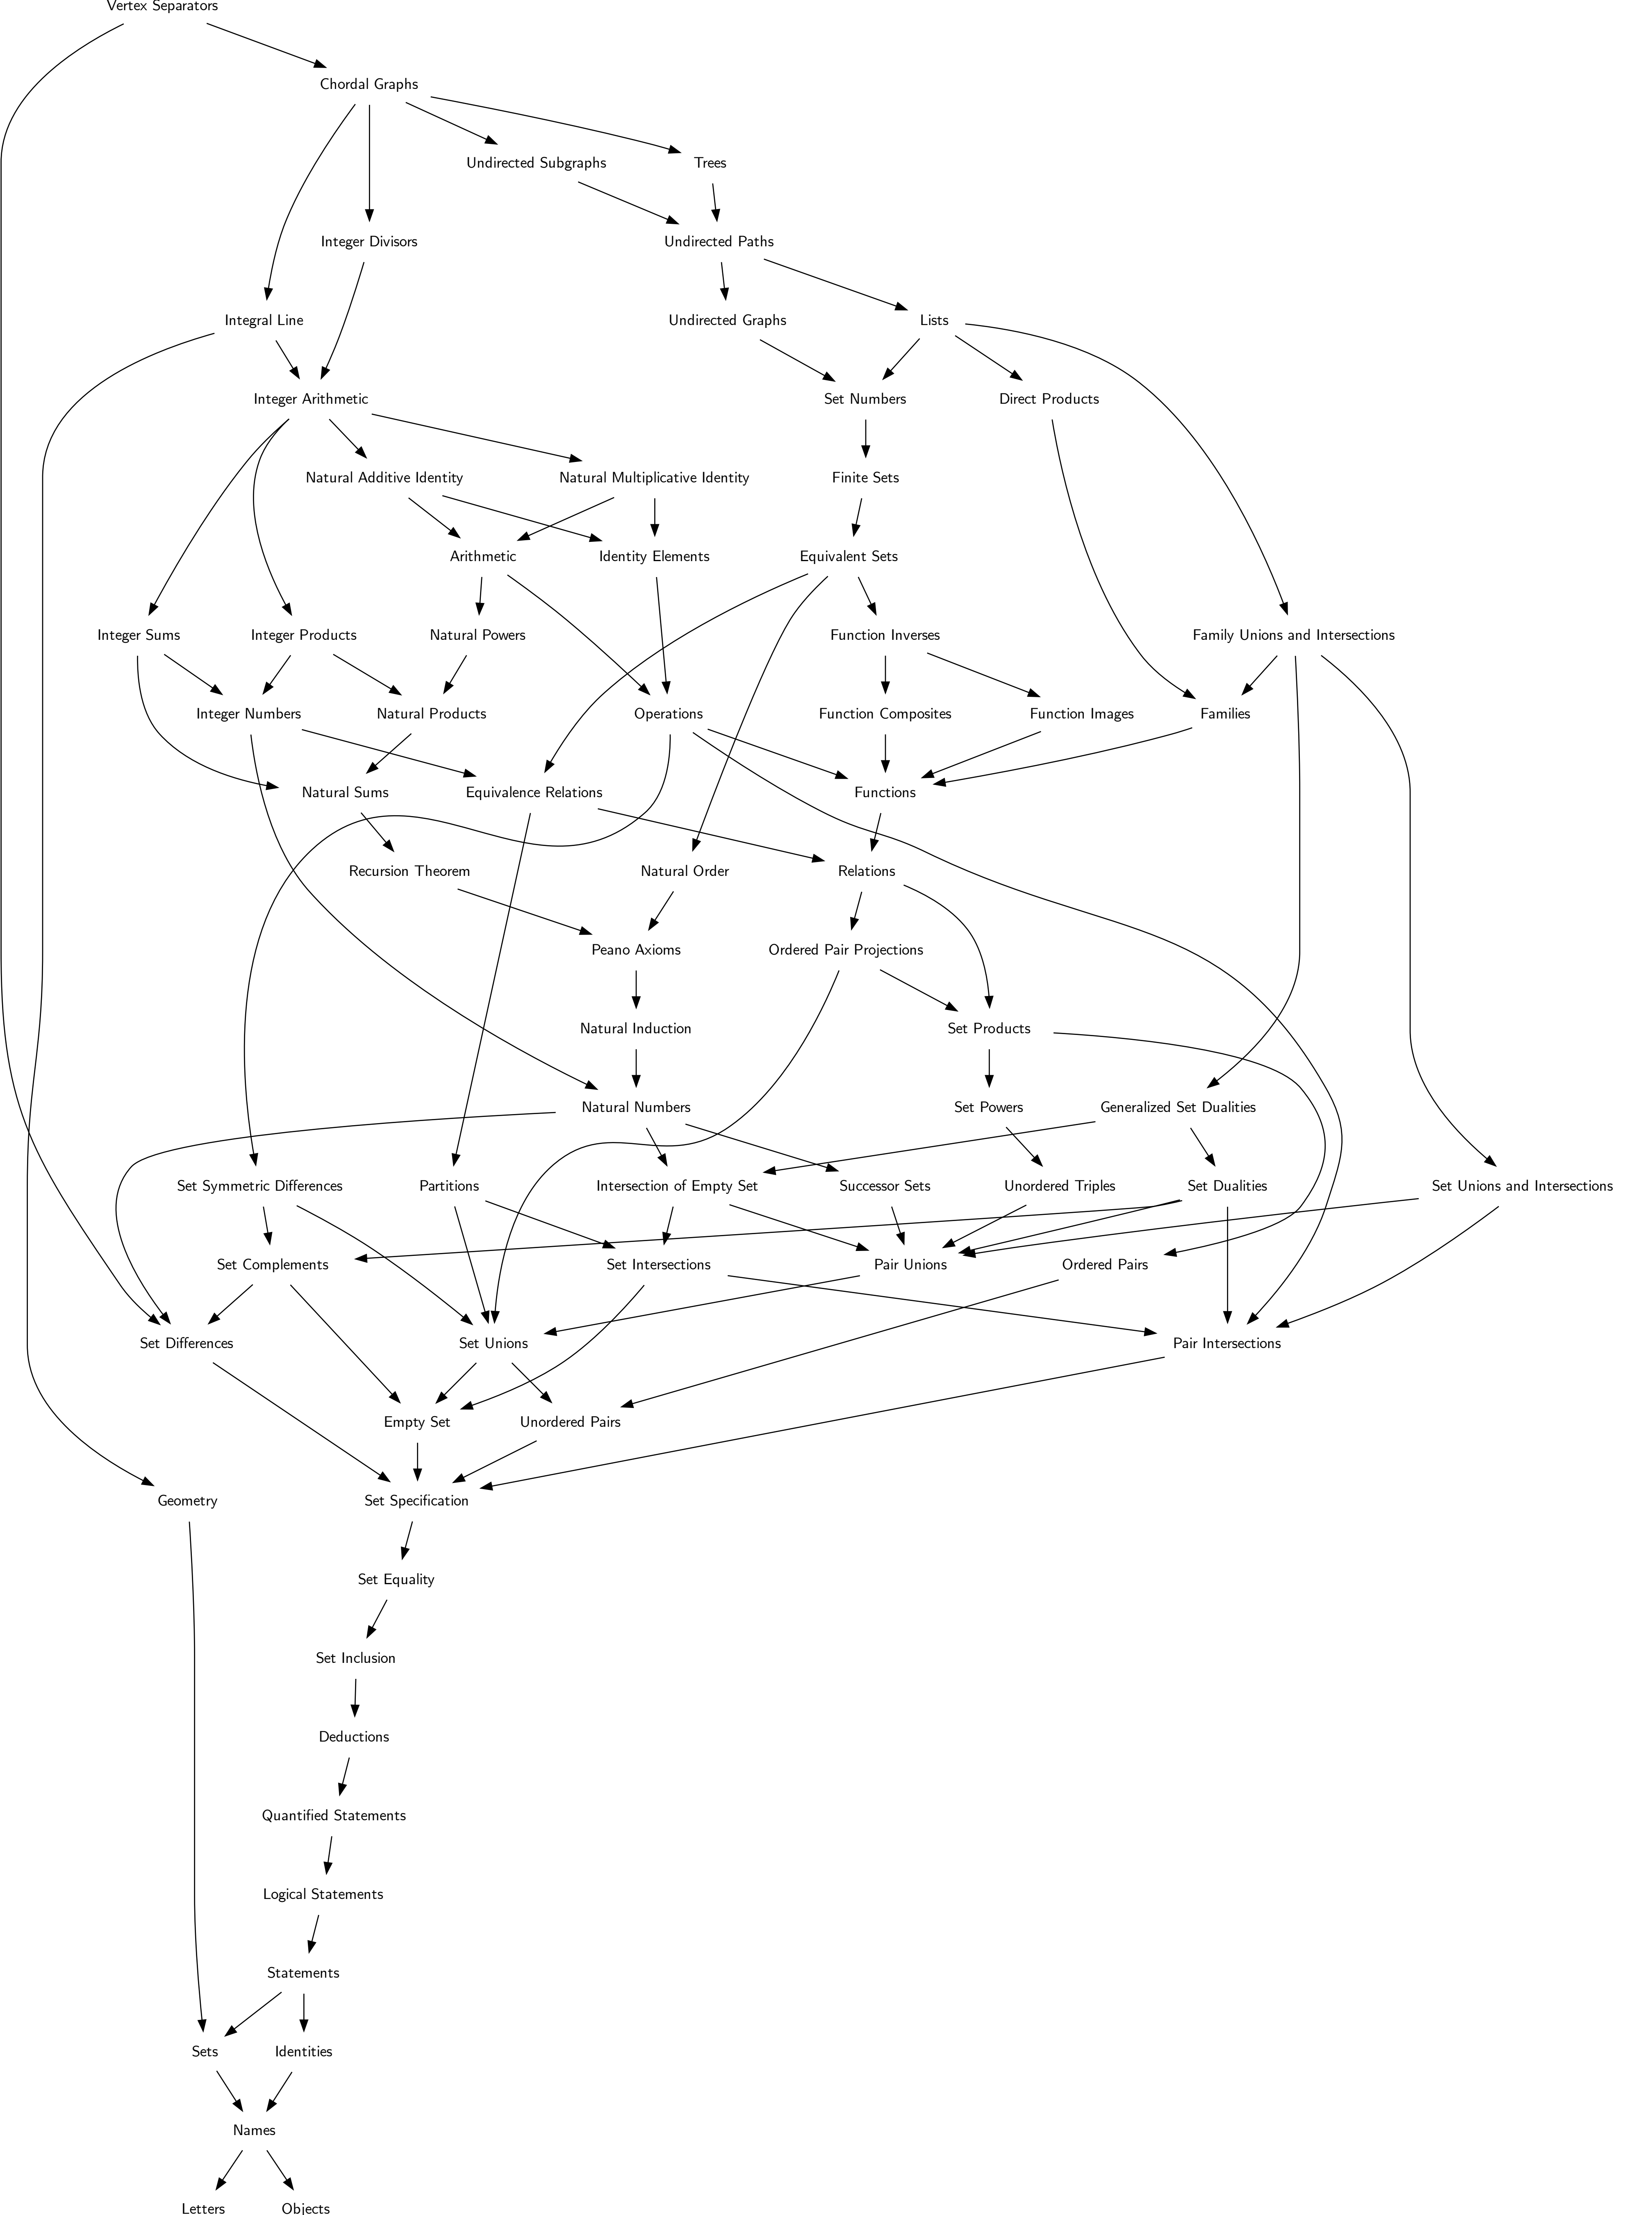 Vertex Separators
Chordal Graphs
Undirected Subgraphs
Trees
Integer Divisors
Undirected Paths
Integral Line
Undirected Graphs
Lists
Integer Arithmetic
Set Numbers
Direct Products
Natural Additive Identity
Natural Multiplicative Identity
Finite Sets
Arithmetic
Identity Elements
Equivalent Sets
Integer Sums
Integer Products
Natural Powers
Function Inverses
Family Unions and Intersections
Integer Numbers
Natural Products
Operations
Function Composites
Function Images
Families
Natural Sums
Equivalence Relations
Functions
Recursion Theorem
Natural Order
Relations
Peano Axioms
Ordered Pair Projections
Natural Induction
Set Products
Natural Numbers
Set Powers
Generalized Set Dualities
Set Symmetric Differences
Partitions
Intersection of Empty Set
Successor Sets
Unordered Triples
Set Dualities
Set Unions and Intersections
Set Complements
Set Intersections
Pair Unions
Ordered Pairs
Set Differences
Set Unions
Pair Intersections
Empty Set
Unordered Pairs
Geometry
Set Specification
Set Equality
Set Inclusion
Deductions
Quantified Statements
Logical Statements
Statements
Sets
Identities
Names
Letters
Objects